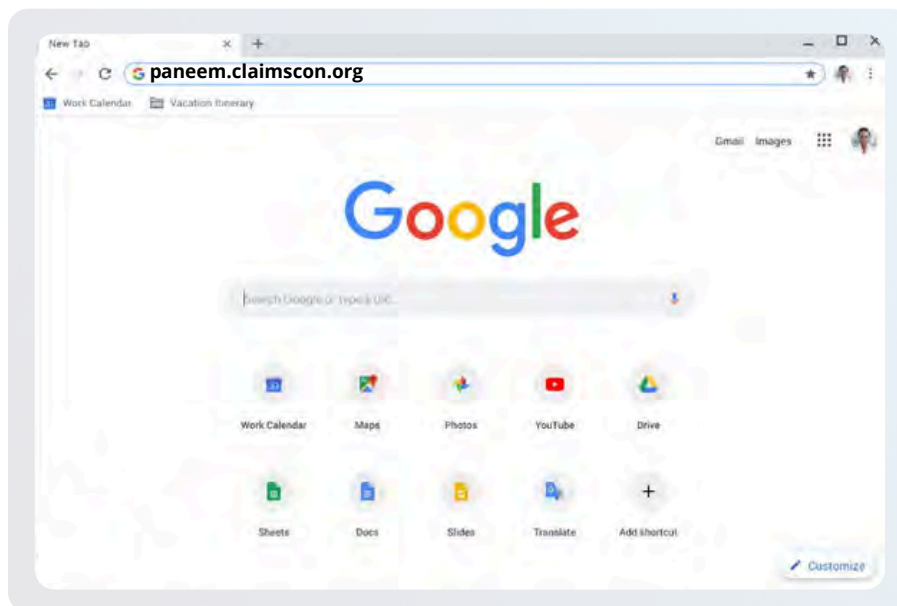 New Tab
paneem.claimscon.org
Work Calendar Vacation Itinerary
Gmail Images
Google
Search Google or type a URL
Work Calendar Maps Photos YouTube Drive
Sheets Docs Slides Translate Add shortcut
Customize